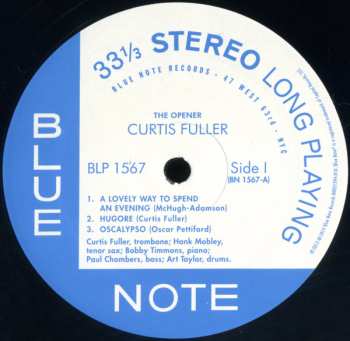 33 1/3 STEREO LONG PLAYING
BLUE NOTE RECORDS · 47 WEST 63rd · NYC
THE OPENER
CURTIS FULLER
BLP 1567
Side I
(BN 1567-A)
1. A LOVELY WAY TO SPEND
AN EVENING (McHugh-Adamson)
2. HUGORE (Curtis Fuller)
3. OSCALYPSO (Oscar Pettiford)
Curtis Fuller, trombone; Hank Mobley,
tenor sax; Bobby Timmons, piano;
Paul Chambers, bass; Art Taylor, drums.
BLUE
NOTE